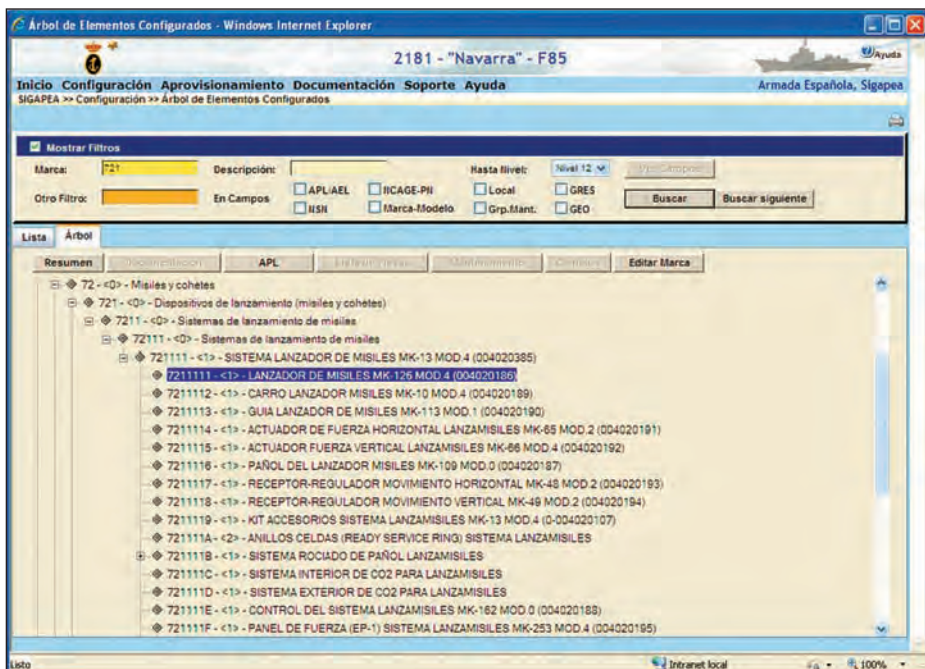 Árbol de Elementos Configurados - Windows Internet Explorer
2181 - "Navarra" - F85
Ayuda
Inicio Configuración Aprovisionamiento Documentación Soporte Ayuda
Armada Española, Sigapea
SIGAPEA >> Configuración >> Árbol de Elementos Configurados
Mostrar Filtros
Marca: 721 Descripción: Hasta Nivel: Nivel 12 Ver Campos
Otro Filtro: En Campos APL/AEL NCAGE-PN Local GRES Buscar Buscar siguiente
NSN Marca-Modelo Grp.Mant. GEO
Lista Árbol
Resumen Documentación APL Lista de Piezas Mantenimiento Cambios Editar Marca
72 - <0> - Misiles y cohetes
721 - <0> - Dispositivos de lanzamiento (misiles y cohetes)
7211 - <0> - Sistemas de lanzamiento de misiles
72111 - <0> - Sistemas de lanzamiento de misiles
721111 - <1> - SISTEMA LANZADOR DE MISILES MK-13 MOD.4 (004020385)
7211111 - <1> - LANZADOR DE MISILES MK-126 MOD.4 (004020186)
7211112 - <1> - CARRO LANZADOR MISILES MK-10 MOD.4 (004020189)
7211113 - <1> - GUIA LANZADOR DE MISILES MK-113 MOD.1 (004020190)
7211114 - <1> - ACTUADOR DE FUERZA HORIZONTAL LANZAMISILES MK-65 MOD.2 (004020191)
7211115 - <1> - ACTUADOR FUERZA VERTICAL LANZAMISILES MK-66 MOD.4 (004020192)
7211116 - <1> - PAÑOL DEL LANZADOR MISILES MK-109 MOD.0 (004020187)
7211117 - <1> - RECEPTOR-REGULADOR MOVIMIENTO HORIZONTAL MK-48 MOD.2 (004020193)
7211118 - <1> - RECEPTOR-REGULADOR MOVIMIENTO VERTICAL MK-49 MOD.2 (004020194)
7211119 - <1> - KIT ACCESORIOS SISTEMA LANZAMISILES MK-13 MOD.4 (0-004020107)
721111A - <2> - ANILLOS CELDAS (READY SERVICE RING) SISTEMA LANZAMISILES
721111B - <1> - SISTEMA ROCIADO DE PAÑOL LANZAMISILES
721111C - <1> - SISTEMA INTERIOR DE CO2 PARA LANZAMISILES
721111D - <1> - SISTEMA EXTERIOR DE CO2 PARA LANZAMISILES
721111E - <1> - CONTROL DEL SISTEMA LANZAMISILES MK-162 MOD.0 (004020188)
721111F - <1> - PANEL DE FUERZA (EP-1) SISTEMA LANZAMISILES MK-253 MOD.4 (004020195)
Listo Intranet local 100%